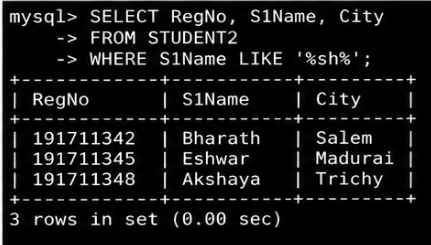 mysql> SELECT RegNo, S1Name, City
    -> FROM STUDENT2
    -> WHERE S1Name LIKE '%sh%';
+-------------+------------+---------+
| RegNo       | S1Name     | City    |
+-------------+------------+---------+
| 191711342   | Bharath    | Salem   |
| 191711345   | Eshwar     | Madurai |
| 191711348   | Akshaya    | Trichy  |
+-------------+------------+---------+
3 rows in set (0.00 sec)